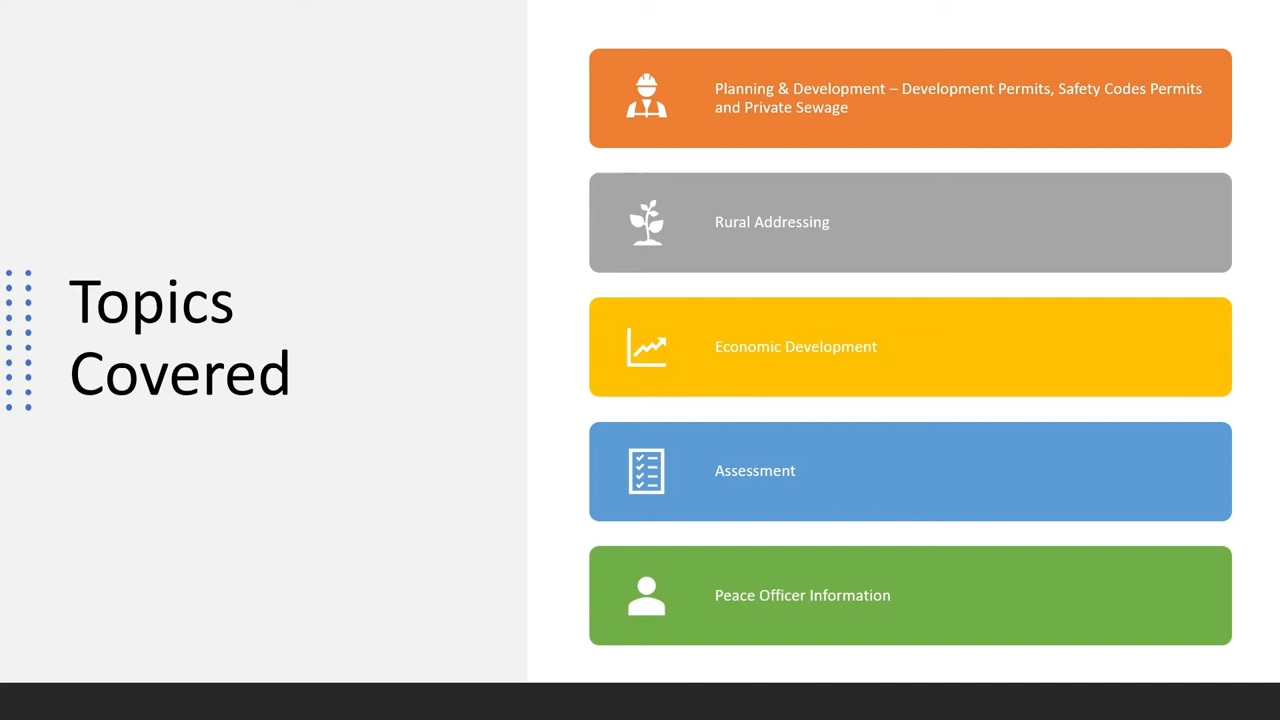 Topics
Covered
Planning & Development – Development Permits, Safety Codes Permits
and Private Sewage
Rural Addressing
Economic Development
Assessment
Peace Officer Information